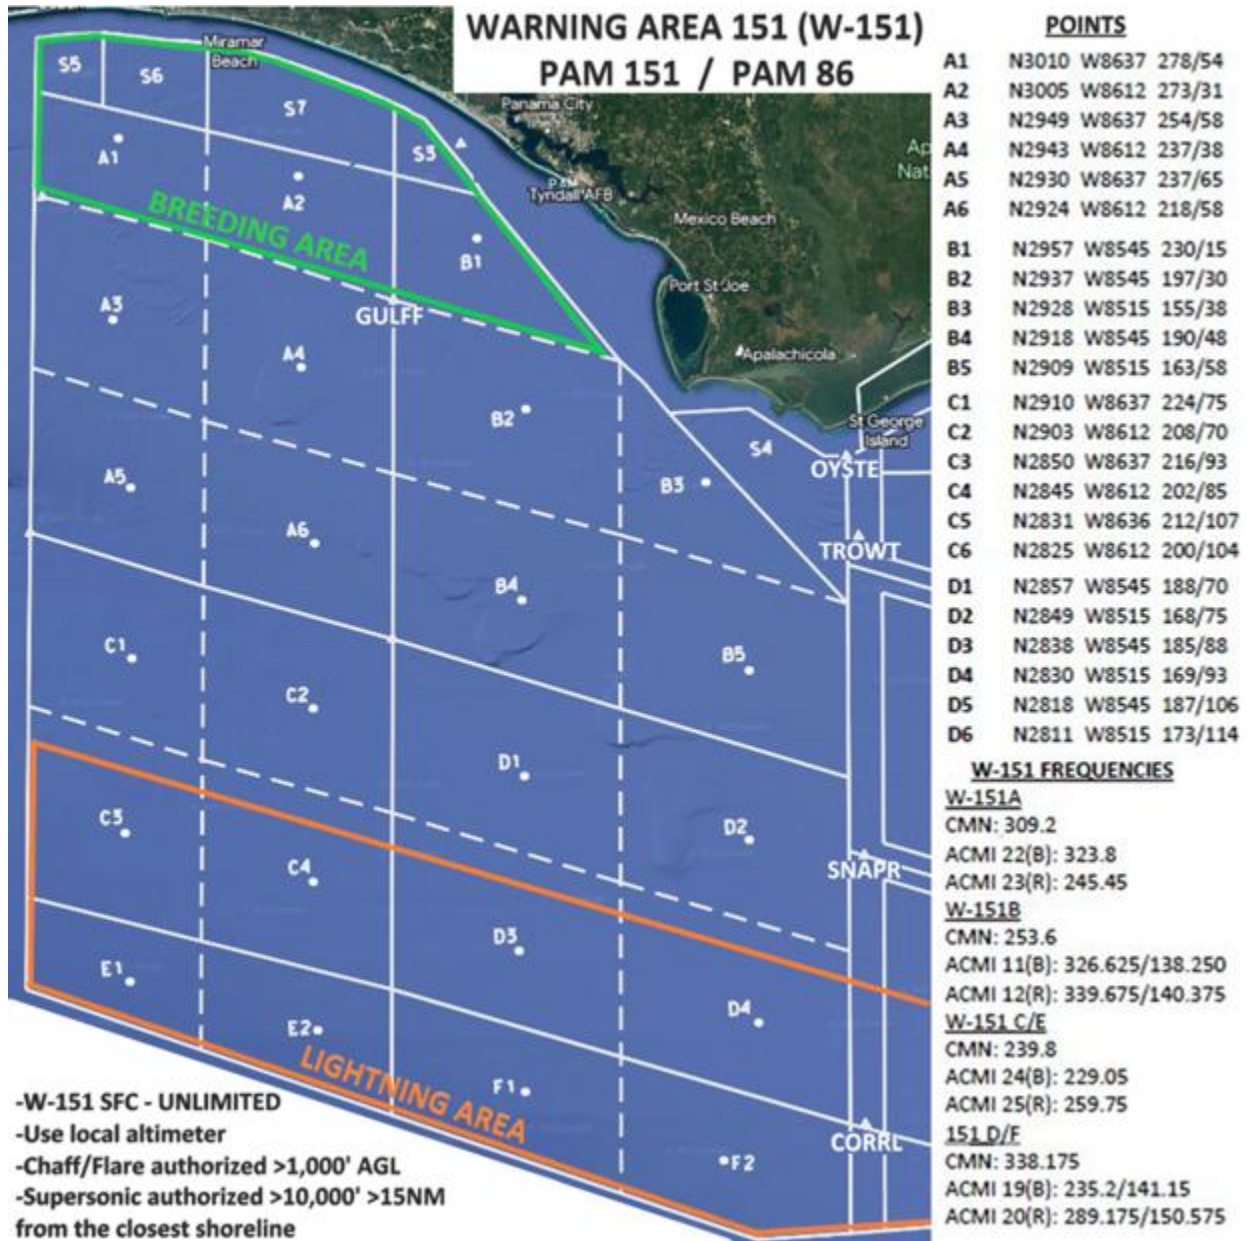 WARNING AREA 151 (W-151)
PAM 151 / PAM 86
Miramar
Beach
Panama City
PAM
Tyndall AFB
Mexico Beach
Port St Joe
Apalachicola
St George
Island
Ap
Nat
S5
S6
S7
S3
A1
A2
B1
BREEDING AREA
GULFF
A3
A4
B2
S4
OYSTE
B3
A5
A6
TROWT
B4
B5
C1
C2
D1
D2
SNAPR
C3
C4
D3
D4
E1
E2
LIGHTNING AREA
F1
CORRL
F2
-W-151 SFC - UNLIMITED
-Use local altimeter
-Chaff/Flare authorized >1,000' AGL
-Supersonic authorized >10,000' >15NM
from the closest shoreline
POINTS
A1 N3010 W8637 278/54
A2 N3005 W8612 273/31
A3 N2949 W8637 254/58
A4 N2943 W8612 237/38
A5 N2930 W8637 237/65
A6 N2924 W8612 218/58
B1 N2957 W8545 230/15
B2 N2937 W8545 197/30
B3 N2928 W8515 155/38
B4 N2918 W8545 190/48
B5 N2909 W8515 163/58
C1 N2910 W8637 224/75
C2 N2903 W8612 208/70
C3 N2850 W8637 216/93
C4 N2845 W8612 202/85
C5 N2831 W8636 212/107
C6 N2825 W8612 200/104
D1 N2857 W8545 188/70
D2 N2849 W8515 168/75
D3 N2838 W8545 185/88
D4 N2830 W8515 169/93
D5 N2818 W8545 187/106
D6 N2811 W8515 173/114
W-151 FREQUENCIES
W-151A
CMN: 309.2
ACMI 22(B): 323.8
ACMI 23(R): 245.45
W-151B
CMN: 253.6
ACMI 11(B): 326.625/138.250
ACMI 12(R): 339.675/140.375
W-151 C/E
CMN: 239.8
ACMI 24(B): 229.05
ACMI 25(R): 259.75
151 D/F
CMN: 338.175
ACMI 19(B): 235.2/141.15
ACMI 20(R): 289.175/150.575